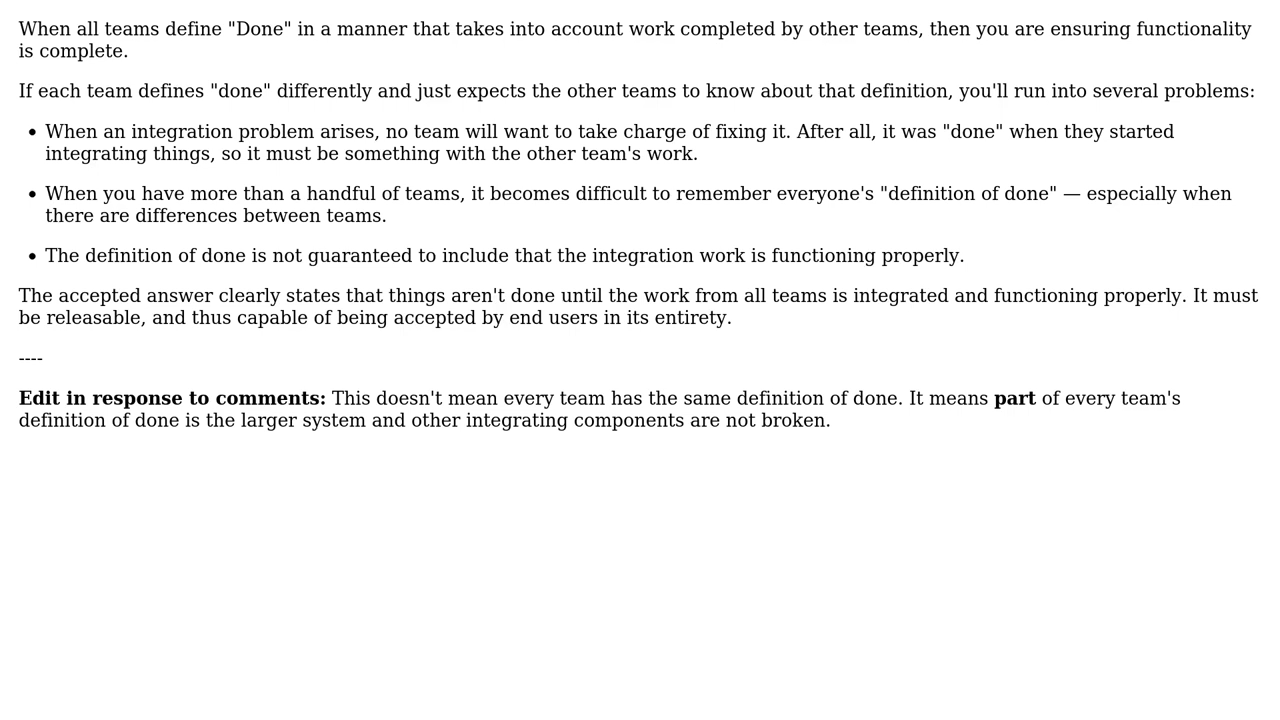 When all teams define "Done" in a manner that takes into account work completed by other teams, then you are ensuring functionality
is complete.
If each team defines "done" differently and just expects the other teams to know about that definition, you'll run into several problems:
• When an integration problem arises, no team will want to take charge of fixing it. After all, it was "done" when they started
integrating things, so it must be something with the other team's work.
• When you have more than a handful of teams, it becomes difficult to remember everyone's "definition of done" — especially when
there are differences between teams.
• The definition of done is not guaranteed to include that the integration work is functioning properly.
The accepted answer clearly states that things aren't done until the work from all teams is integrated and functioning properly. It must
be releasable, and thus capable of being accepted by end users in its entirety.
----
Edit in response to comments: This doesn't mean every team has the same definition of done. It means part of every team's
definition of done is the larger system and other integrating components are not broken.